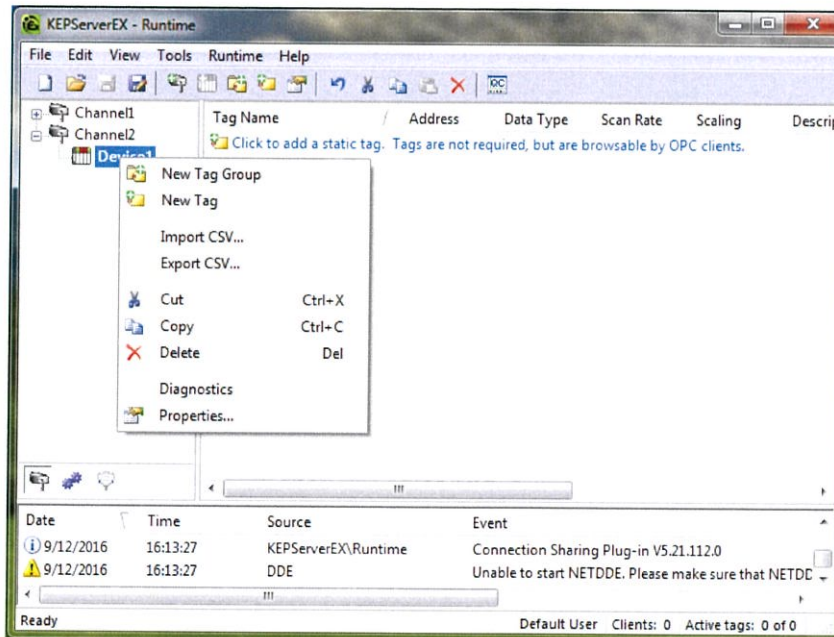 KEPServerEX - Runtime
File Edit View Tools Runtime Help
Channel1
Channel2
Device1
Tag Name Address Data Type Scan Rate Scaling Descrip
Click to add a static tag. Tags are not required, but are browsable by OPC clients.
New Tag Group
New Tag
Import CSV...
Export CSV...
Cut Ctrl+X
Copy Ctrl+C
Delete Del
Diagnostics
Properties...
Date Time Source Event
9/12/2016 16:13:27 KEPServerEX\Runtime Connection Sharing Plug-in V5.21.112.0
9/12/2016 16:13:27 DDE Unable to start NETDDE. Please make sure that NETDD
Ready Default User Clients: 0 Active tags: 0 of 0